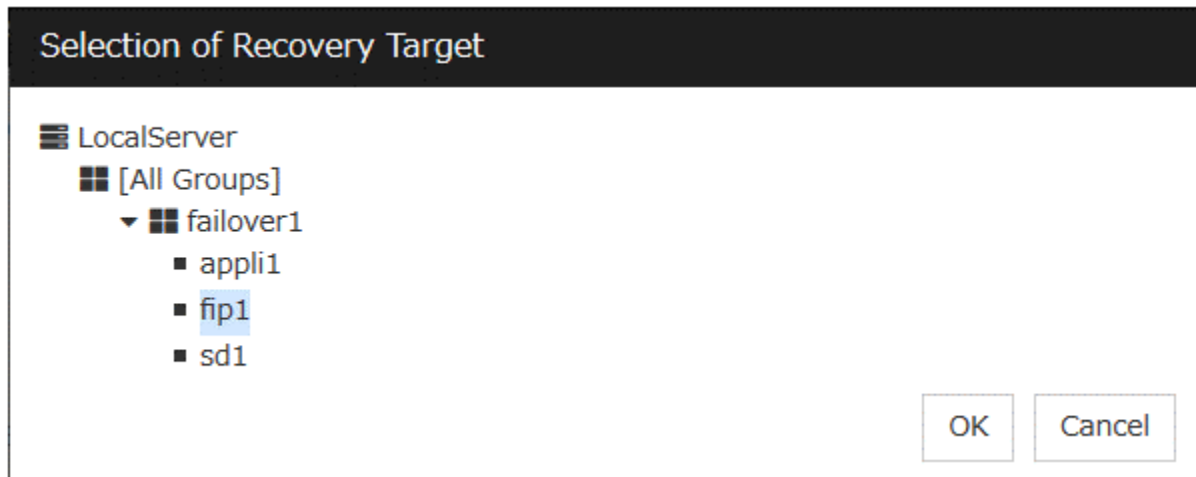 Selection of Recovery Target
LocalServer
[All Groups]
failover1
appli1
fip1
sd1
OK Cancel